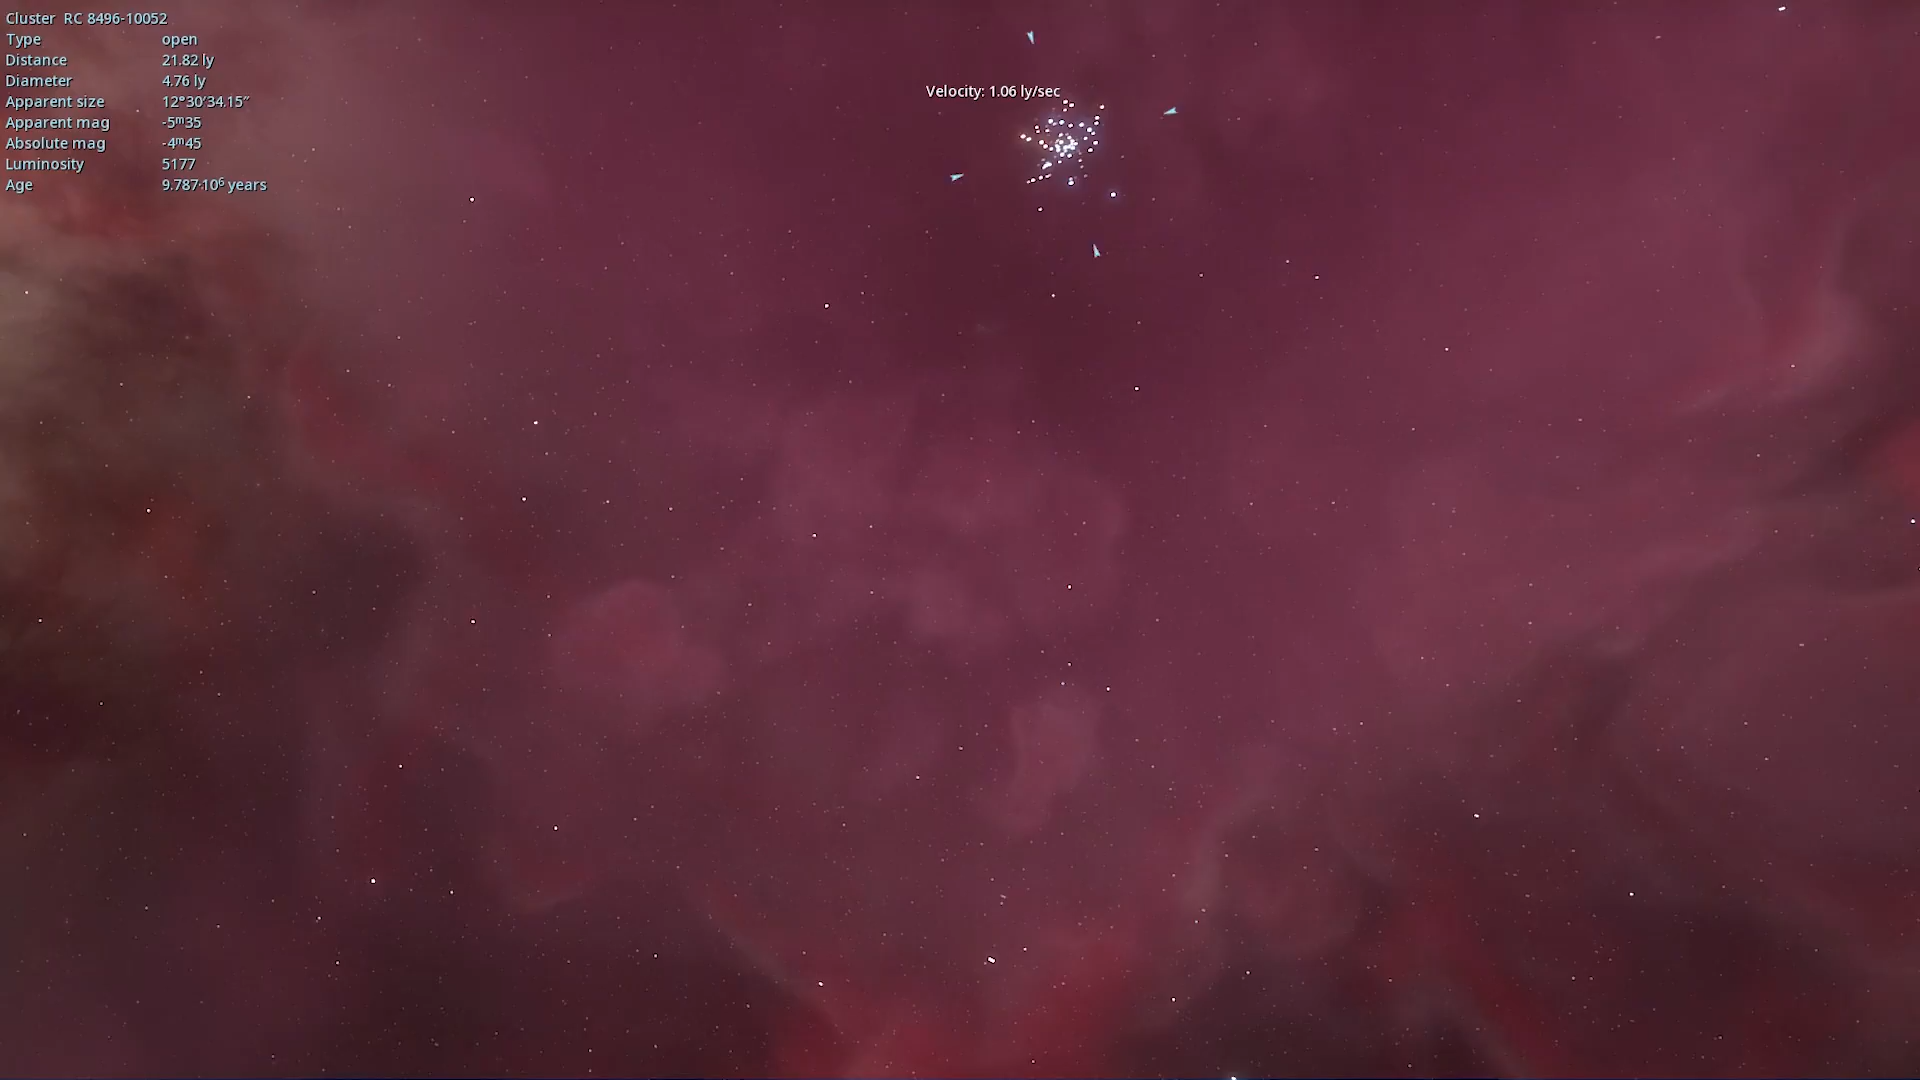 Cluster RC 8496-10052
Type open
Distance 21.82 ly
Diameter 4.76 ly
Apparent size 12°30′34.15″
Apparent mag -5ᵐ35
Absolute mag -4ᵐ45
Luminosity 5177
Age 9.787·10⁶ years
Velocity: 1.06 ly/sec